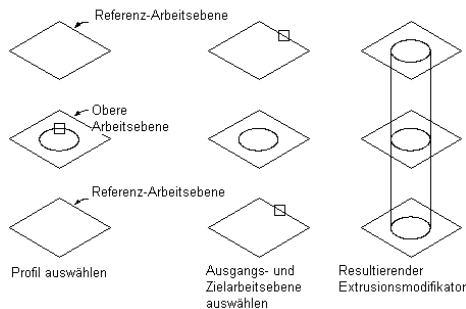 Referenz-Arbeitsebene
Obere
Arbeitsebene
Referenz-Arbeitsebene
Profil auswählen
Ausgangs- und
Zielarbeitsebene
auswählen
Resultierender
Extrusionsmodifikator